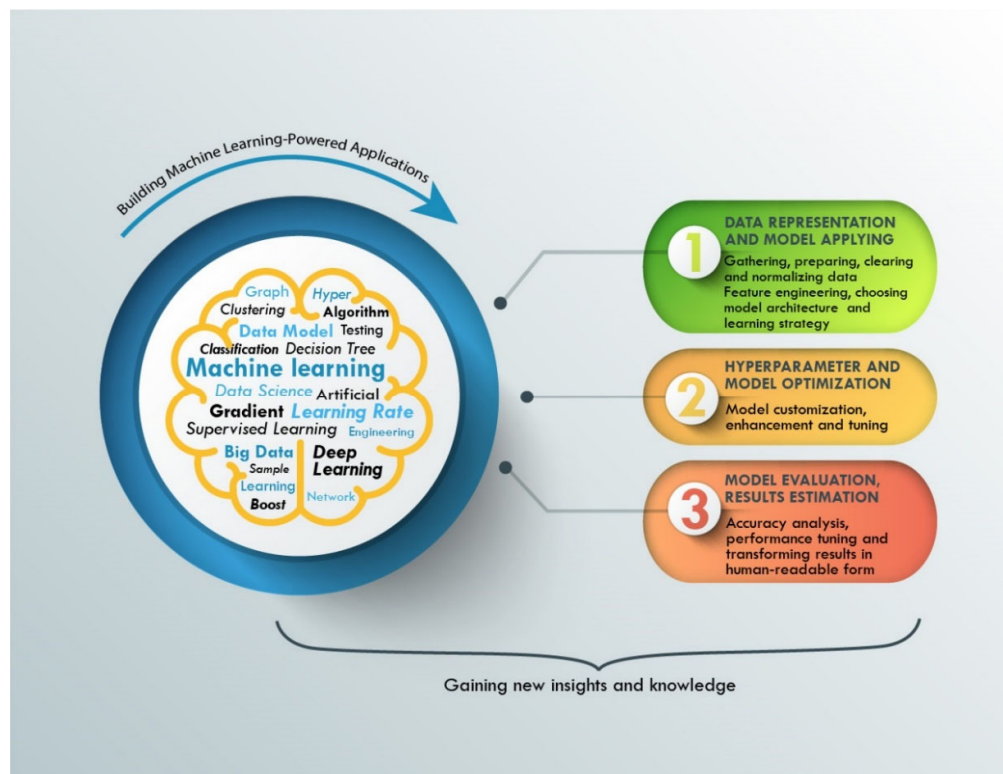 Building Machine Learning-Powered Applications
Graph
Hyper
Clustering
Algorithm
Data Model
Testing
Classification
Decision Tree
Machine learning
Data Science
Artificial
Gradient
Learning Rate
Supervised Learning
Engineering
Big Data
Deep
Learning
Sample
Learning
Network
Boost
1
DATA REPRESENTATION
AND MODEL APPLYING
Gathering, preparing, clearing
and normalizing data
Feature engineering, choosing
model architecture and
learning strategy
2
HYPERPARAMETER AND
MODEL OPTIMIZATION
Model customization,
enhancement and tuning
3
MODEL EVALUATION,
RESULTS ESTIMATION
Accuracy analysis,
performance tuning and
transforming results in
human-readable form
Gaining new insights and knowledge